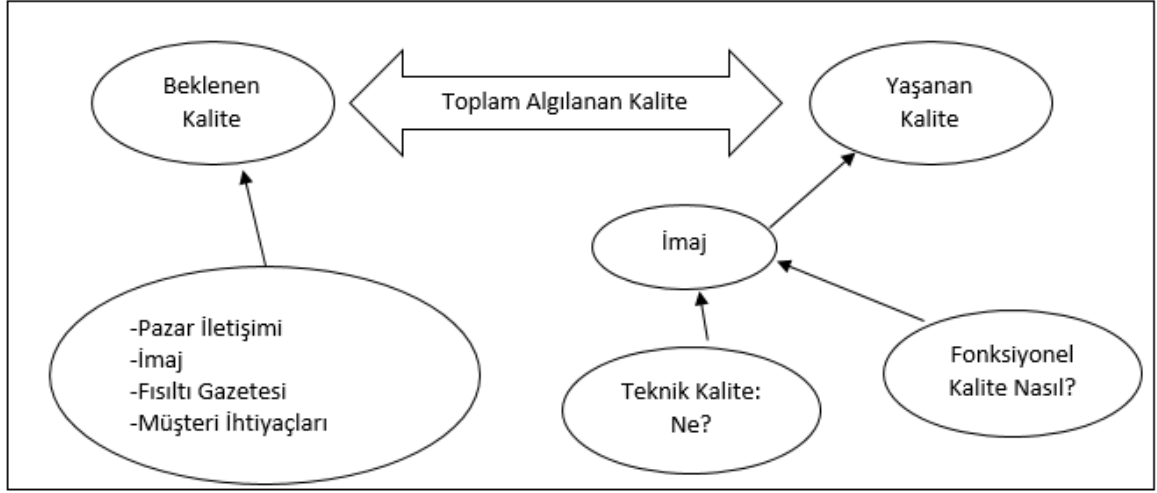 Beklenen
Kalite
Toplam Algılanan Kalite
Yaşanan
Kalite
İmaj
-Pazar İletişimi
-İmaj
-Fısıltı Gazetesi
-Müşteri İhtiyaçları
Teknik Kalite:
Ne?
Fonksiyonel
Kalite Nasıl?